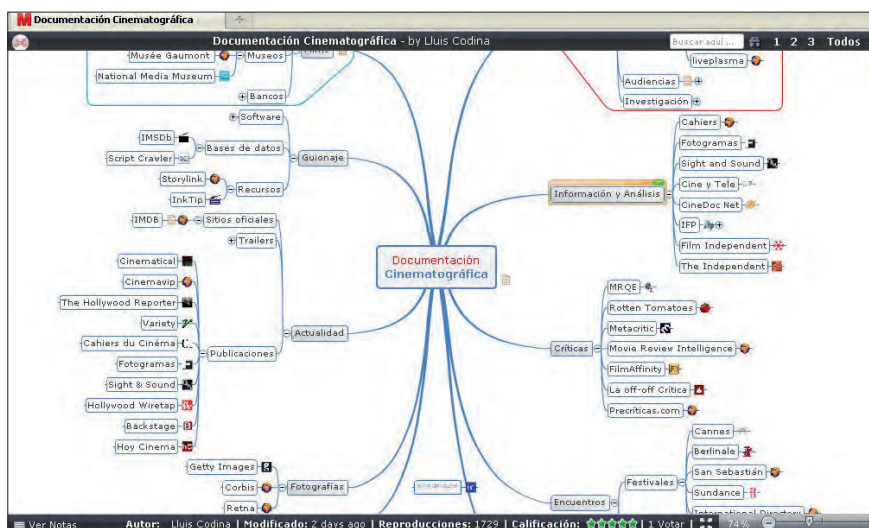 Documentación Cinematográfica
Documentación Cinematográfica - by Lluis Codina
Buscar aquí ...
1 2 3 Todos
Musée Gaumont
Museos
National Media Museum
Bancos
Software
IMSDb
Bases de datos
Script Crawler
Guionaje
Storylink
Recursos
InkTip
IMDB
Sitios oficiales
Trailers
Cinematical
Cinemavip
The Hollywood Reporter
Variety
Actualidad
Cahiers du Cinéma
Publicaciones
Fotogramas
Sight & Sound
Hollywood Wiretap
Backstage
Hoy Cinema
Getty Images
Corbis
Fotografías
Retna
Documentación
Cinematográfica
liveplasma
Audiencias
Investigación
Cahiers
Fotogramas
Sight and Sound
Información y Análisis
Cine y Tele
CineDoc Net
IFP
Film Independent
The Independent
MRQE
Rotten Tomatoes
Metacritic
Críticas
Movie Review Intelligence
FilmAffinity
La off-off Crítica
Precríticas.com
Cannes
Berlinale
Festivales
San Sebastián
Encuentros
Sundance
International Directory
Ver Notas
Autor: Lluis Codina | Modificado: 2 days ago | Reproducciones: 1729 | Calificación: | 1 Votar |
74%